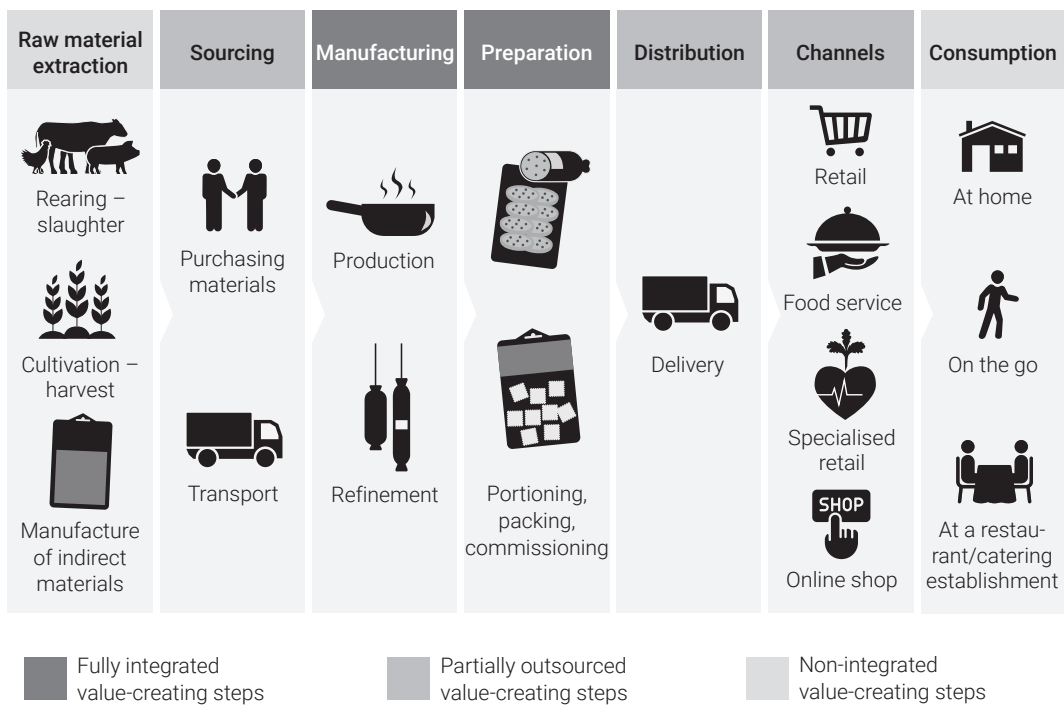 Raw material
extraction
Sourcing
Manufacturing
Preparation
Distribution
Channels
Consumption
Rearing –
slaughter
Cultivation –
harvest
Manufacture
of indirect
materials
Purchasing
materials
Transport
Production
Refinement
Portioning,
packing,
commissioning
Delivery
Retail
Food service
Specialised
retail
SHOP
Online shop
At home
On the go
At a restau-
rant/catering
establishment
Fully integrated
value-creating steps
Partially outsourced
value-creating steps
Non-integrated
value-creating steps